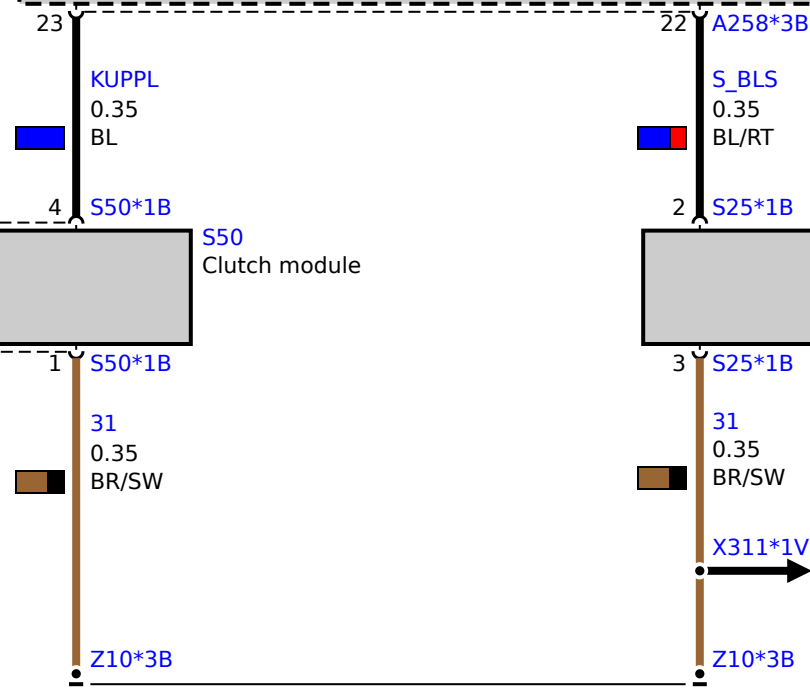 23
KUPPL
0.35
BL
4
S50*1B
S50
Clutch module
1
S50*1B
31
0.35
BR/SW
Z10*3B
22
A258*3B
S_BLS
0.35
BL/RT
2
S25*1B
3
S25*1B
31
0.35
BR/SW
X311*1V
Z10*3B